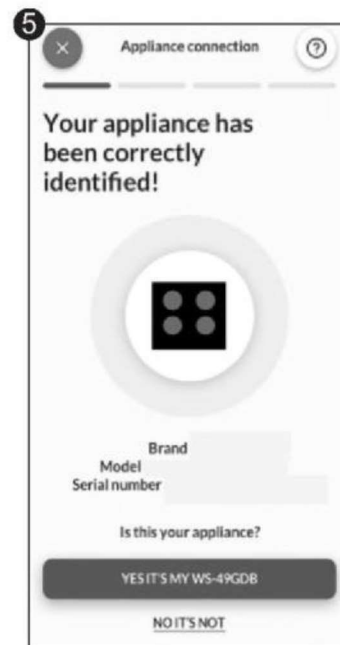 5
Appliance connection
?
Your appliance has
been correctly
identified!
Brand
Model
Serial number
Is this your appliance?
YES IT'S MY WS-49GDB
NO IT'S NOT